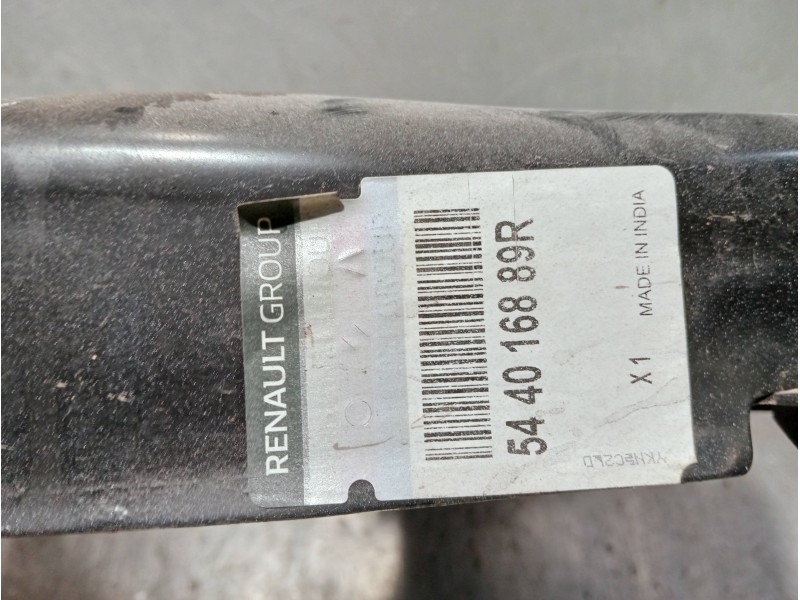 RENAULT GROUP
54 40 168 89R
X 1 MADE IN INDIA